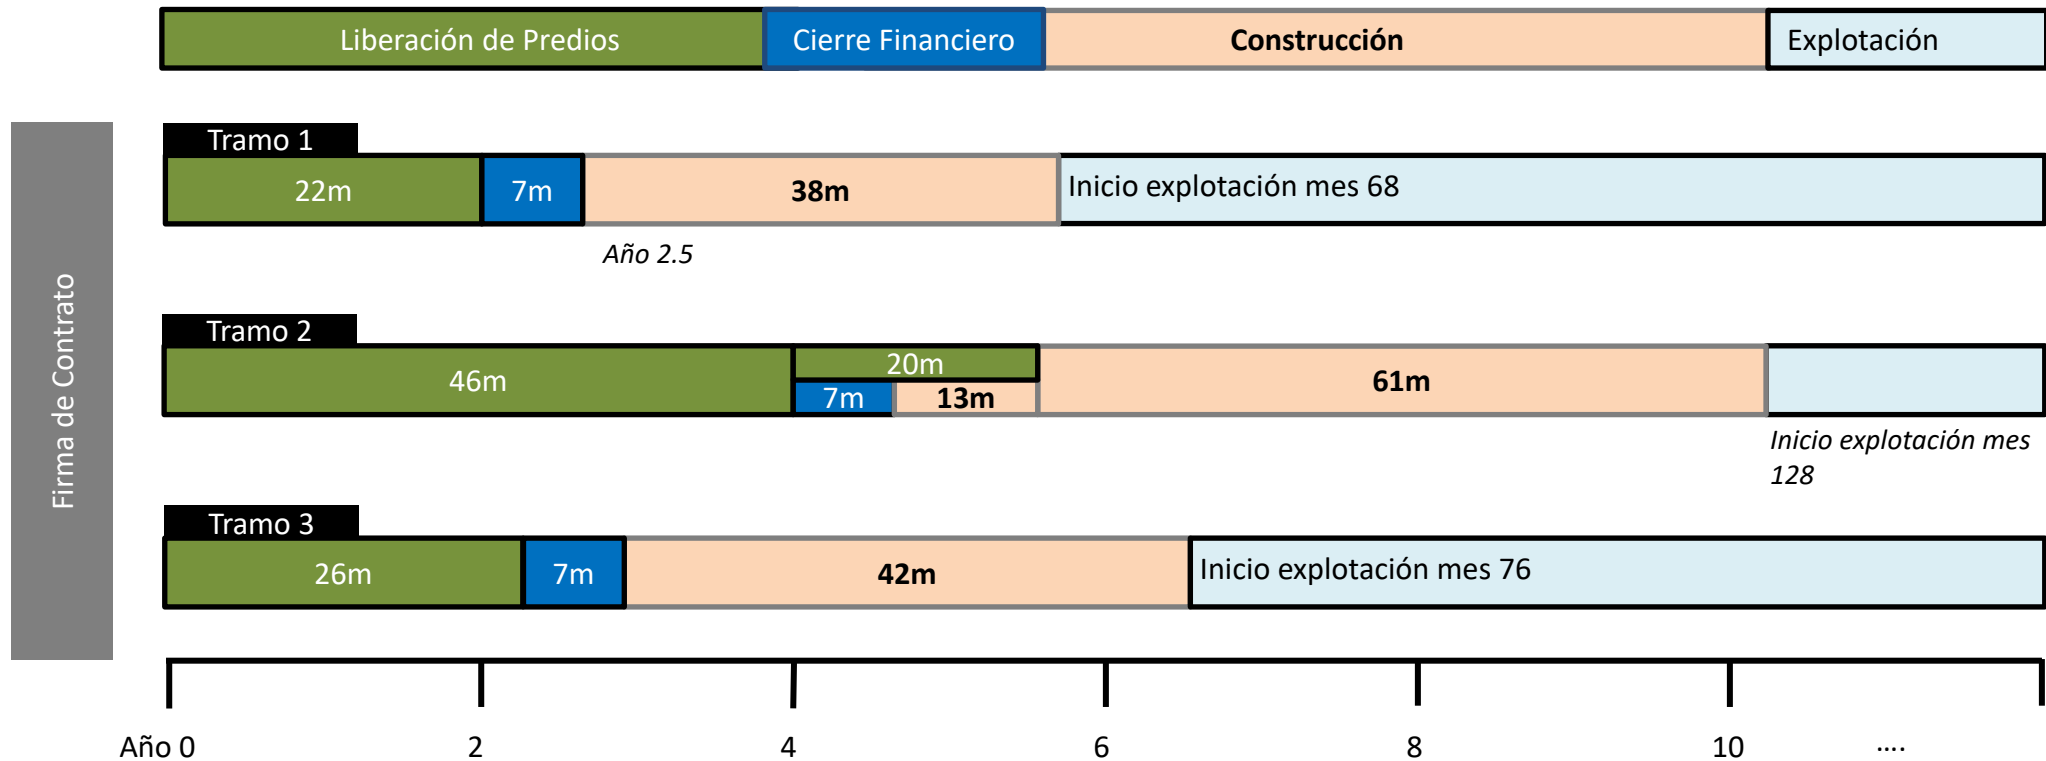 Liberación de Predios
Cierre Financiero
Construcción
Explotación
Firma de Contrato
Tramo 1
22m
7m
38m
Inicio explotación mes 68
Año 2.5
Tramo 2
46m
20m
7m
13m
61m
Inicio explotación mes
128
Tramo 3
26m
7m
42m
Inicio explotación mes 76
Año 0
2
4
6
8
10
....